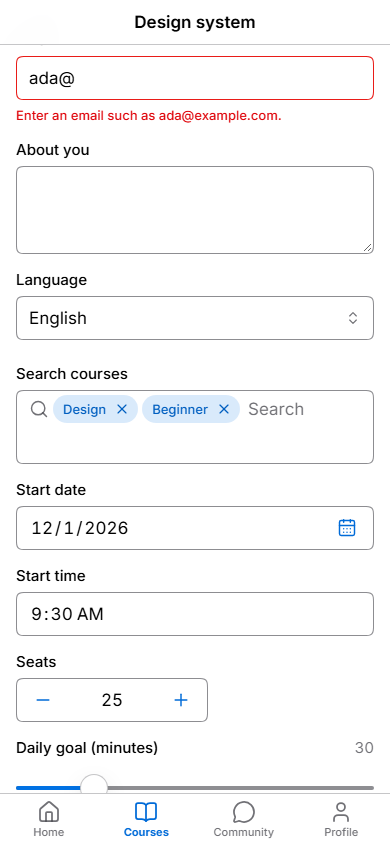 Design system
ada@
Enter an email such as ada@example.com.
About you
Language
English
Search courses
Design
Beginner
Search
Start date
12/1/2026
Start time
9:30 AM
Seats
25
Daily goal (minutes) 30
Home
Courses
Community
Profile